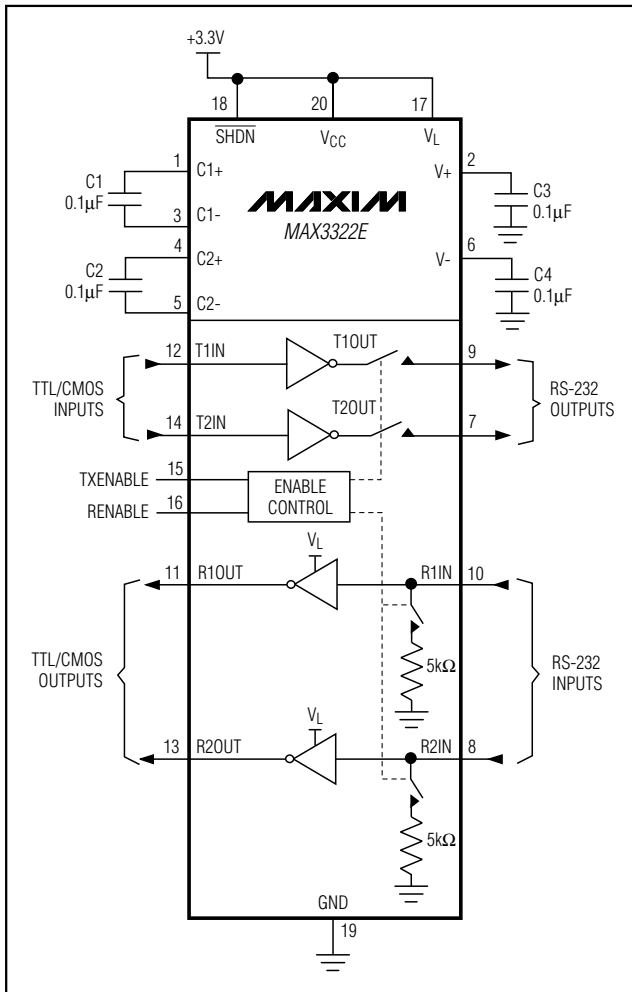 +3.3V
18
20
17
SHDN
VCC
VL
1
C1+
C1
0.1µF
3
C1-
4
C2+
C2
0.1µF
5
C2-
MAXIM
MAX3322E
V+
2
C3
0.1µF
V-
6
C4
0.1µF
TTL/CMOS
INPUTS
12
T1IN
T1OUT
9
14
T2IN
T2OUT
7
RS-232
OUTPUTS
TXENABLE
15
RENABLE
16
ENABLE
CONTROL
TTL/CMOS
OUTPUTS
11
R1OUT
VL
R1IN
10
5kΩ
RS-232
INPUTS
13
R2OUT
VL
R2IN
8
5kΩ
GND
19